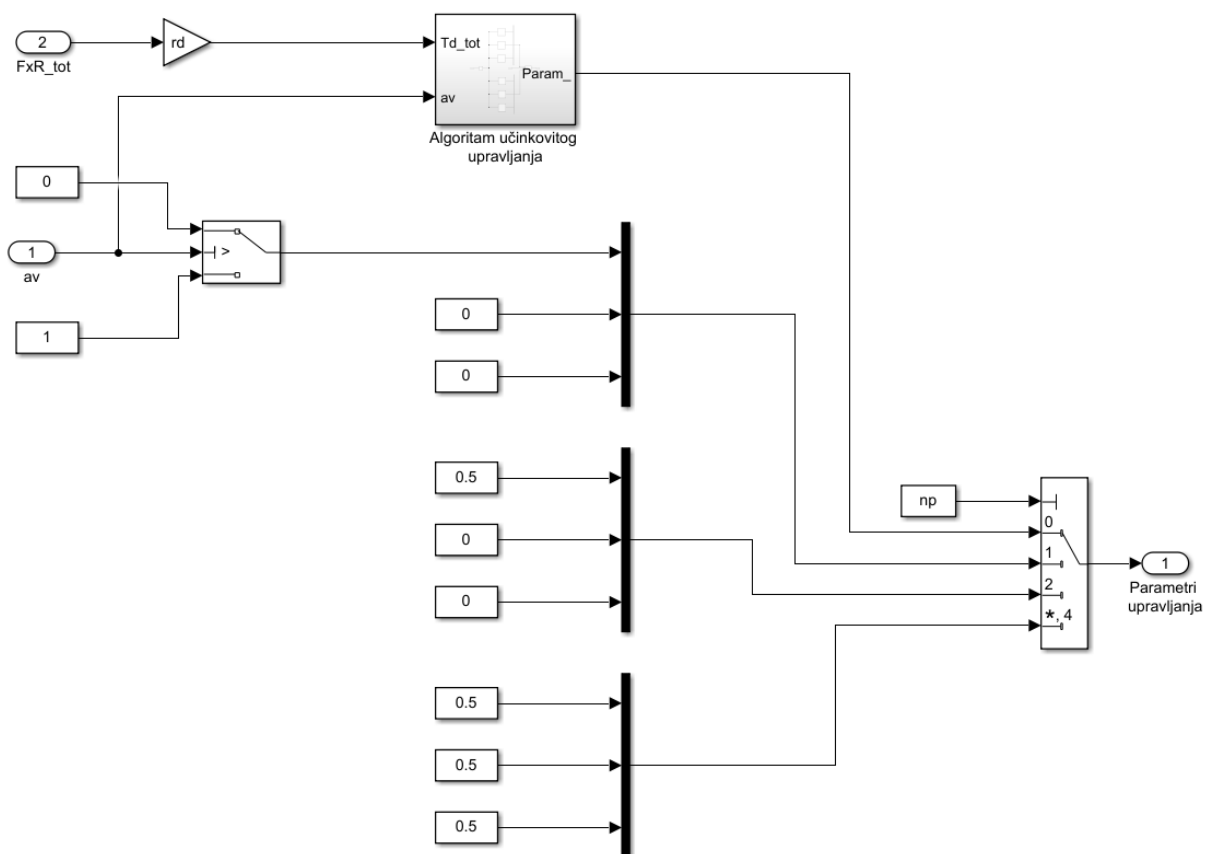 2
FxR_tot
rd
Td_tot
Param_
av
Algoritam učinkovitog
upravljanja
0
1
av
>
1
0
0
0.5
0
0
np
0
1
2
*, 4
1
Parametri
upravljanja
0.5
0.5
0.5